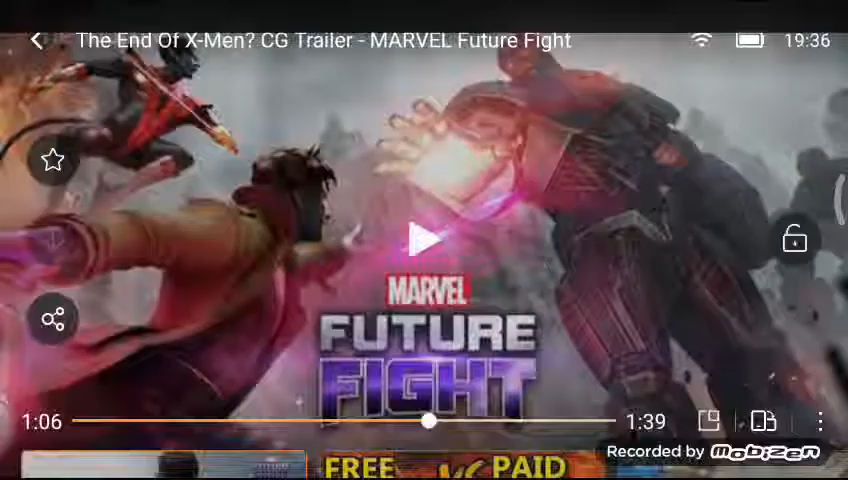 The End Of X-Men? CG Trailer - MARVEL Future Fight
19:36
MARVEL
FUTURE
FIGHT
1:06
1:39
Recorded by mobizen
FREE VS PAID